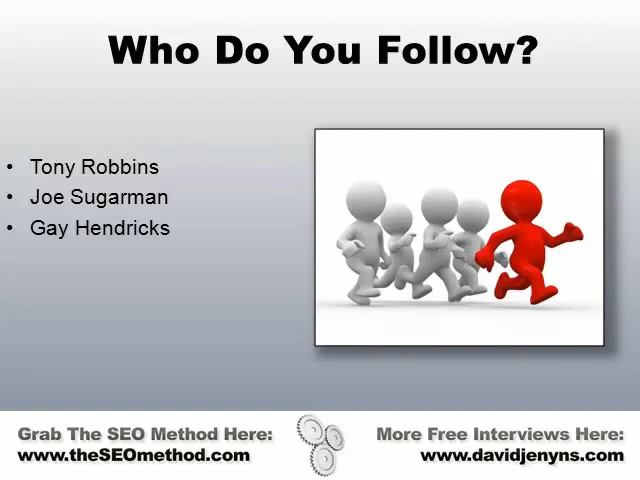 Who Do You Follow?
• Tony Robbins
• Joe Sugarman
• Gay Hendricks
Grab The SEO Method Here:
www.theSEOmethod.com
More Free Interviews Here:
www.davidjenyns.com